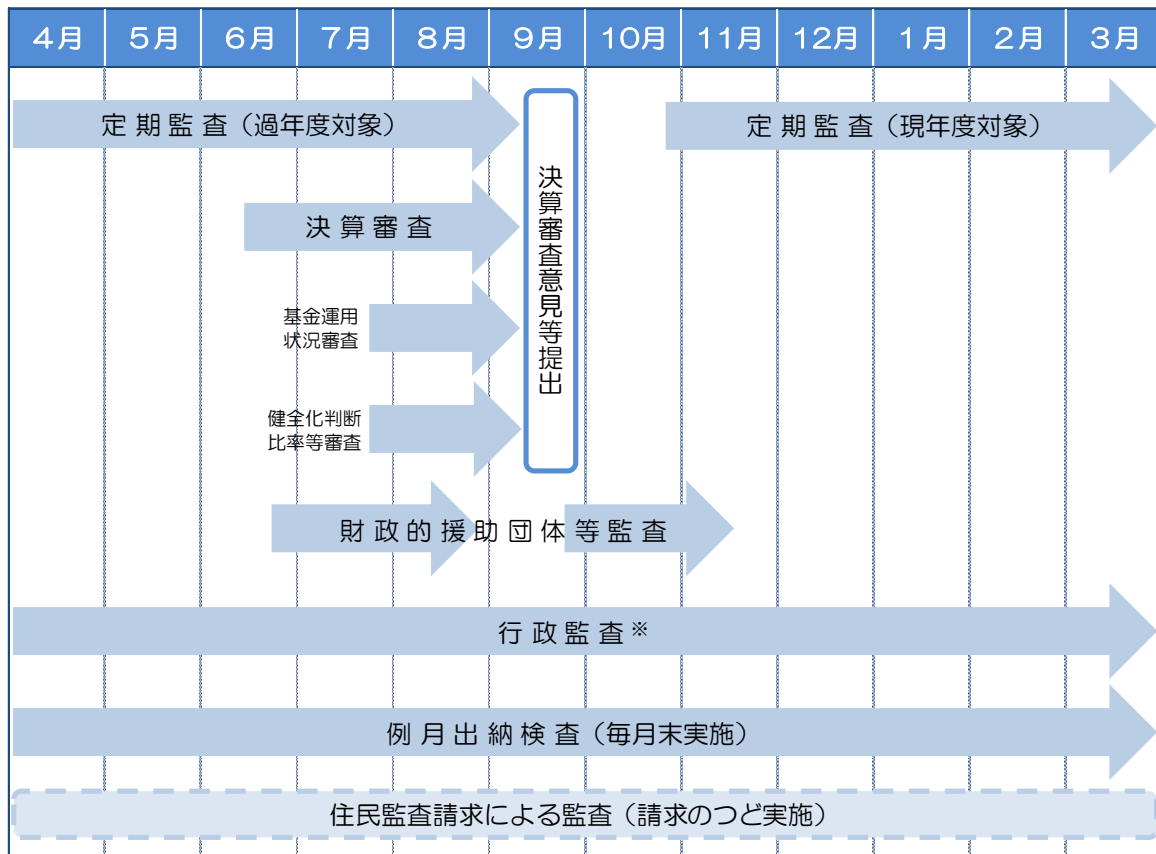 4月 5月 6月 7月 8月 9月 10月 11月 12月 1月 2月 3月
定期監査（過年度対象）
定期監査（現年度対象）
決算審査意見等提出
決算審査
基金運用
状況審査
健全化判断
比率等審査
財政的援助団体等監査
行政監査※
例月出納検査（毎月末実施）
住民監査請求による監査（請求のつど実施）